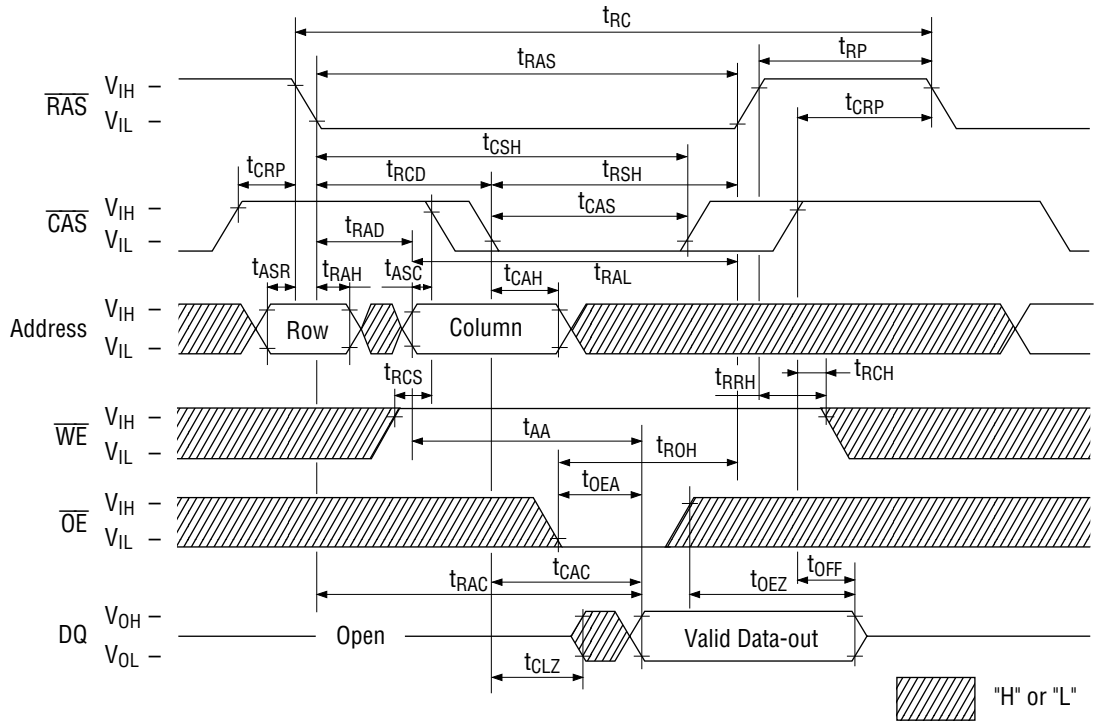 tRC
tRAS
tRP
RAS
VIH –
VIL –
tCRP
tCSH
tCRP
tRCD
tRSH
CAS
VIH –
VIL –
tCAS
tRAD
tRAL
tASR
tRAH
tASC
tCAH
Address
VIH –
VIL –
Row
Column
tRCS
tRRH
tRCH
WE
VIH –
VIL –
tAA
tROH
tOEA
OE
VIH –
VIL –
tCAC
tRAC
tOEZ
tOFF
DQ
VOH –
VOL –
Open
Valid Data-out
tCLZ
"H" or "L"